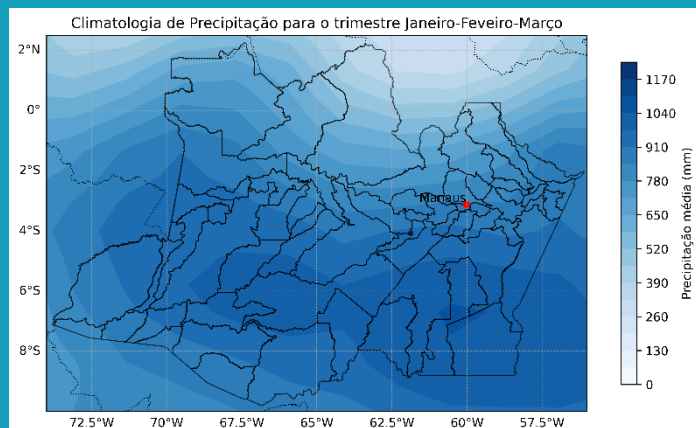 Climatologia de Precipitação para o trimestre Janeiro-Feveiro-Março
2°N
0°
2°S
4°S
6°S
8°S
72.5°W 70°W 67.5°W 65°W 62.5°W 60°W 57.5°W
Manaus
1170
1040
910
780
650
520
390
260
130
0
Precipitação média (mm)